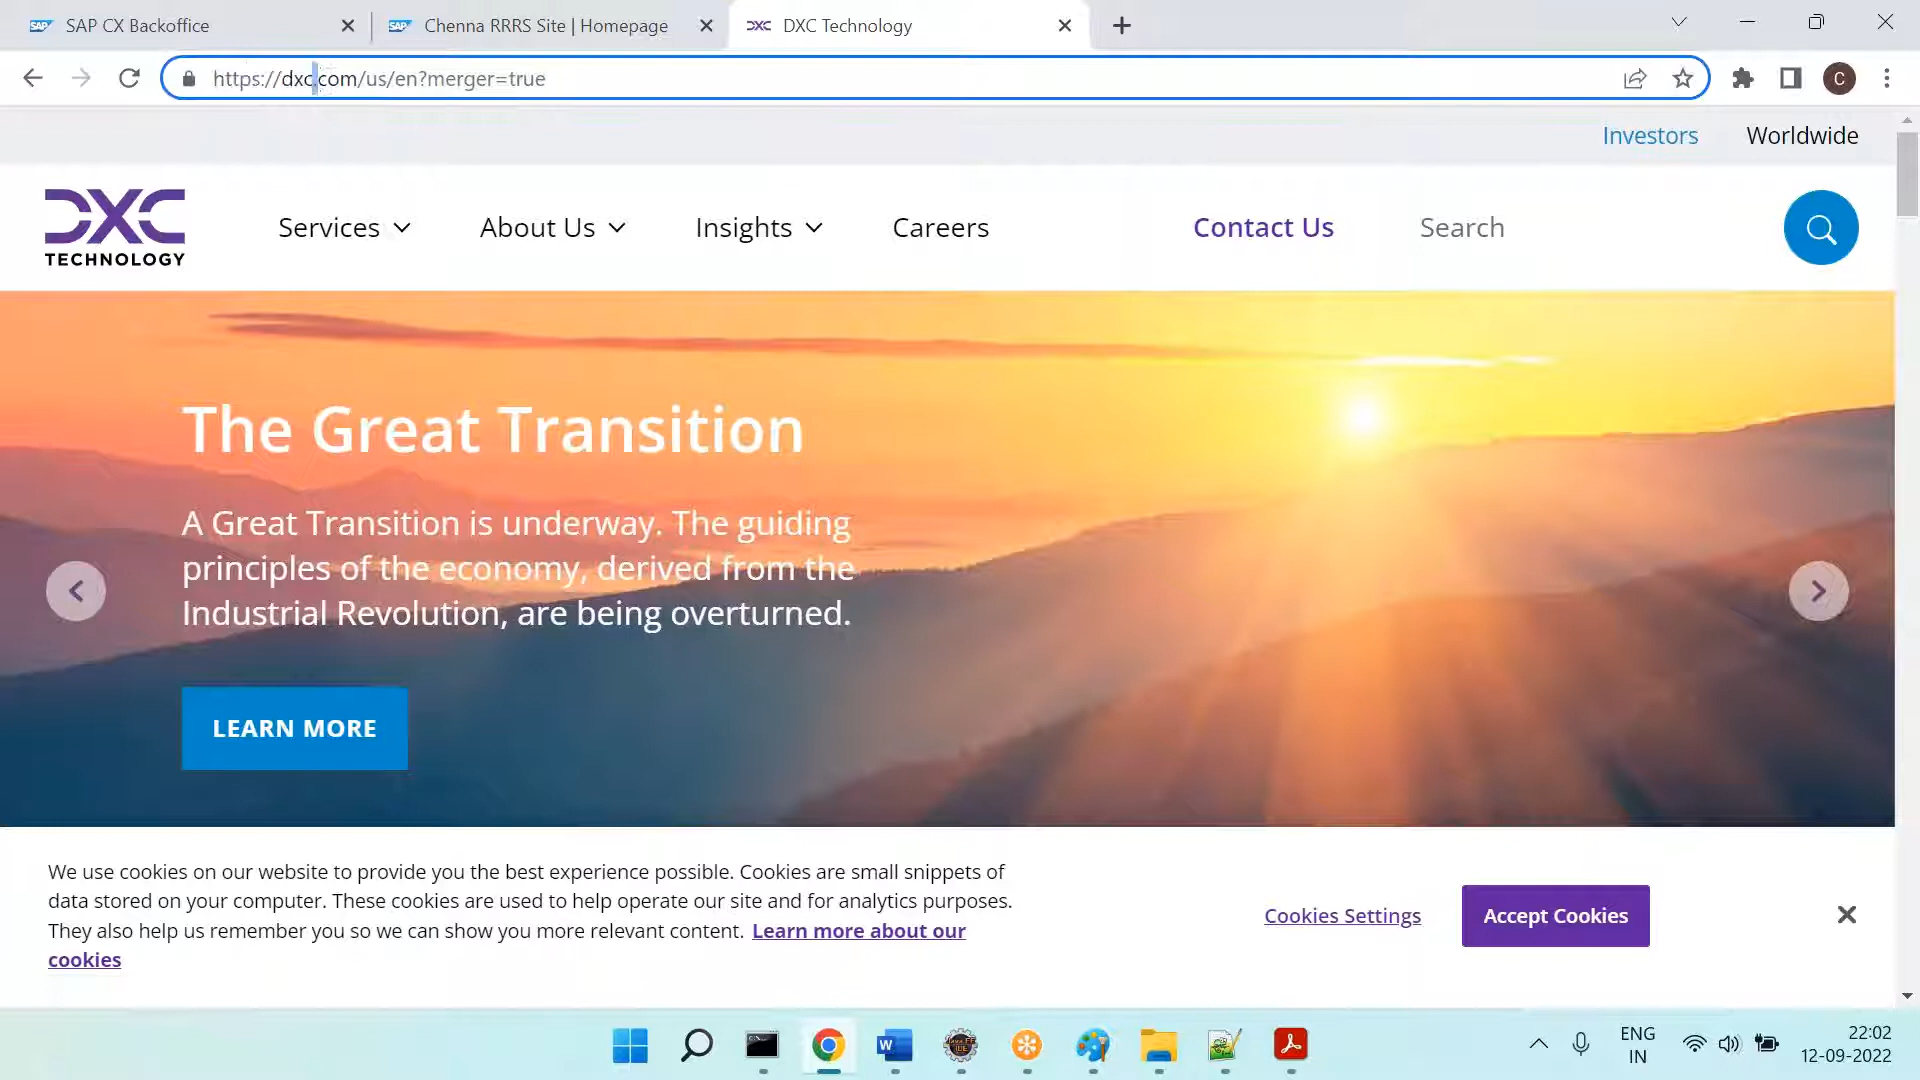 SAP CX Backoffice
Chenna RRRS Site | Homepage
DXC Technology
https://dxc.com/us/en?merger=true
C
Investors
Worldwide
DXC
TECHNOLOGY
Services
About Us
Insights
Careers
Contact Us
Search
The Great Transition
A Great Transition is underway. The guiding
principles of the economy, derived from the
Industrial Revolution, are being overturned.
LEARN MORE
We use cookies on our website to provide you the best experience possible. Cookies are small snippets of
data stored on your computer. These cookies are used to help operate our site and for analytics purposes.
They also help us remember you so we can show you more relevant content. Learn more about our
cookies
Cookies Settings
Accept Cookies
ENG
IN
22:02
12-09-2022